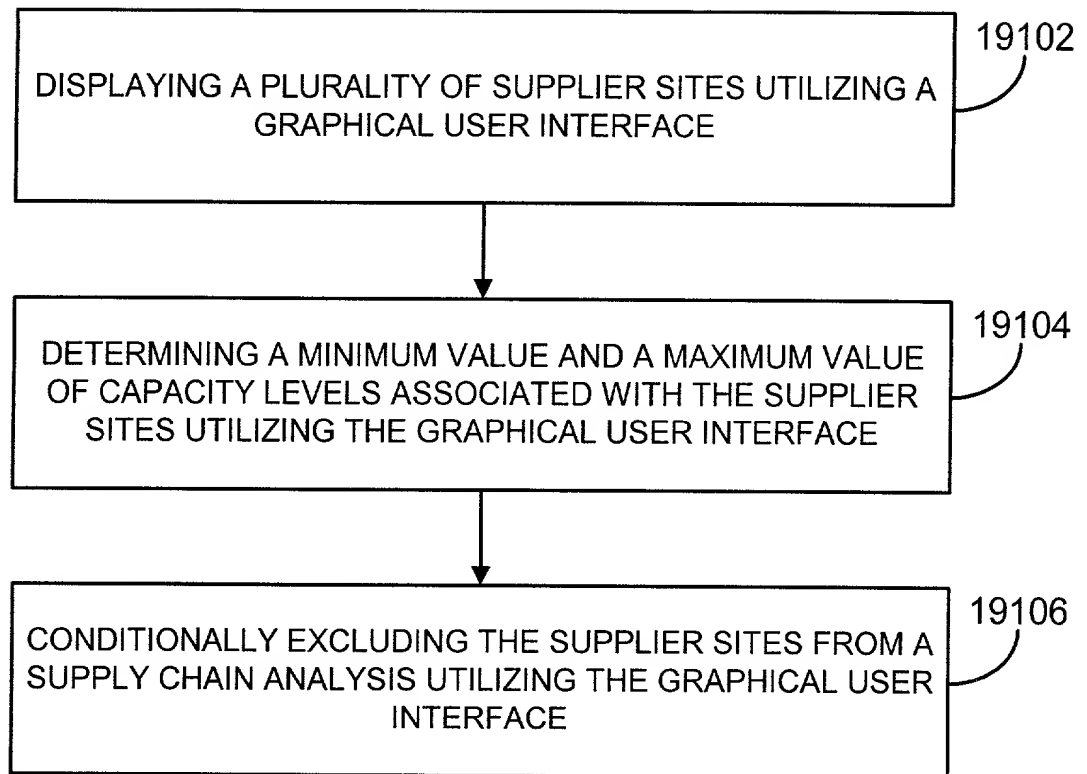 19102
DISPLAYING A PLURALITY OF SUPPLIER SITES UTILIZING A
GRAPHICAL USER INTERFACE
19104
DETERMINING A MINIMUM VALUE AND A MAXIMUM VALUE
OF CAPACITY LEVELS ASSOCIATED WITH THE SUPPLIER
SITES UTILIZING THE GRAPHICAL USER INTERFACE
19106
CONDITIONALLY EXCLUDING THE SUPPLIER SITES FROM A
SUPPLY CHAIN ANALYSIS UTILIZING THE GRAPHICAL USER
INTERFACE